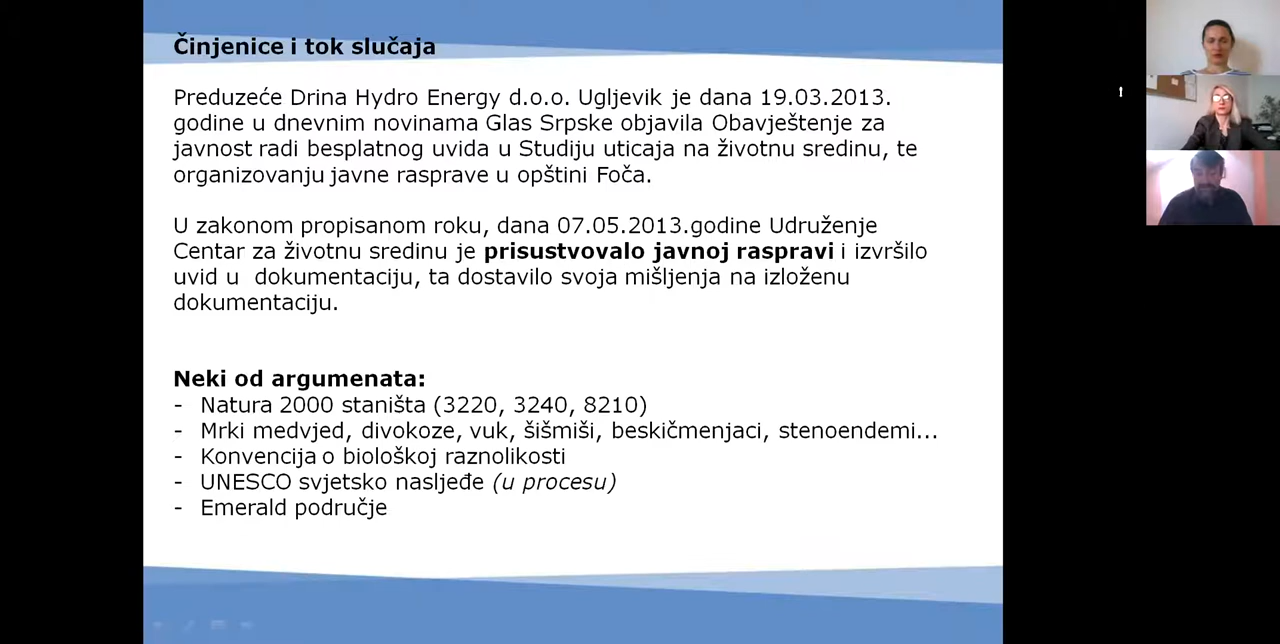 Činjenice i tok slučaja
Preduzeće Drina Hydro Energy d.o.o. Ugljevik je dana 19.03.2013.
godine u dnevnim novinama Glas Srpske objavila Obavještenje za
javnost radi besplatnog uvida u Studiju uticaja na životnu sredinu, te
organizovanju javne rasprave u opštini Foča.
U zakonom propisanom roku, dana 07.05.2013.godine Udruženje
Centar za životnu sredinu je prisustvovalo javnoj raspravi i izvršilo
uvid u dokumentaciju, ta dostavilo svoja mišljenja na izloženu
dokumentaciju.
Neki od argumenata:
- Natura 2000 staništa (3220, 3240, 8210)
- Mrki medvjed, divokoze, vuk, šišmiši, beskičmenjaci, stenoendemi...
- Konvencija o biološkoj raznolikosti
- UNESCO svjetsko nasljeđe (u procesu)
- Emerald područje